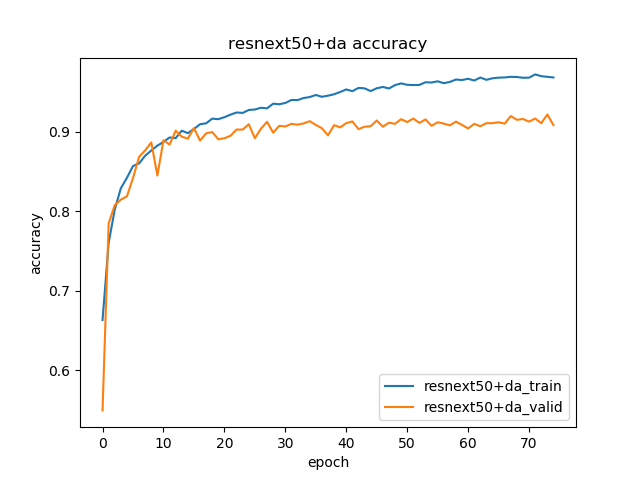 resnext50+da accuracy
accuracy
0.9
0.8
0.7
0.6
0 10 20 30 40 50 60 70
epoch
resnext50+da_train
resnext50+da_valid